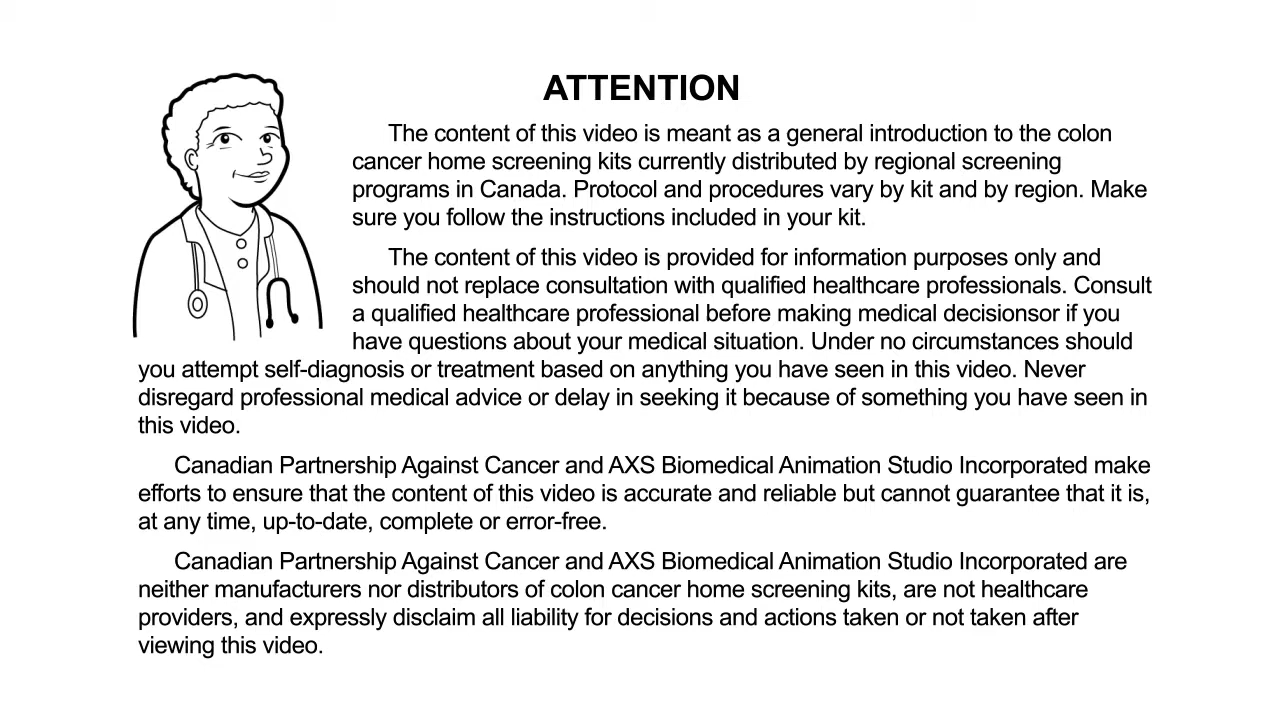 ATTENTION
The content of this video is meant as a general introduction to the colon
cancer home screening kits currently distributed by regional screening
programs in Canada. Protocol and procedures vary by kit and by region. Make
sure you follow the instructions included in your kit.
The content of this video is provided for information purposes only and
should not replace consultation with qualified healthcare professionals. Consult
a qualified healthcare professional before making medical decisionsor if you
have questions about your medical situation. Under no circumstances should
you attempt self-diagnosis or treatment based on anything you have seen in this video. Never
disregard professional medical advice or delay in seeking it because of something you have seen in
this video.
Canadian Partnership Against Cancer and AXS Biomedical Animation Studio Incorporated make
efforts to ensure that the content of this video is accurate and reliable but cannot guarantee that it is,
at any time, up-to-date, complete or error-free.
Canadian Partnership Against Cancer and AXS Biomedical Animation Studio Incorporated are
neither manufacturers nor distributors of colon cancer home screening kits, are not healthcare
providers, and expressly disclaim all liability for decisions and actions taken or not taken after
viewing this video.